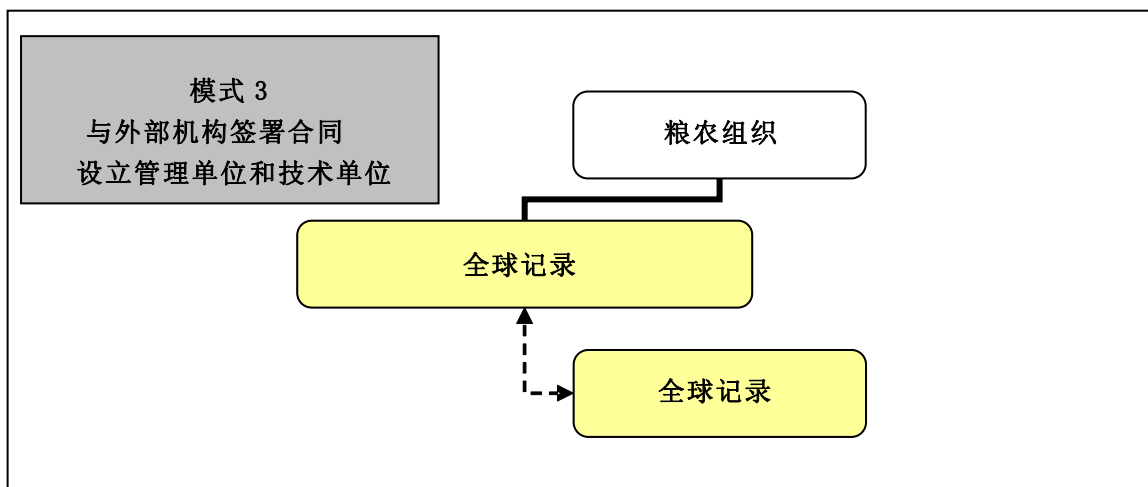 模式 3
与外部机构签署合同
设立管理单位和技术单位
粮农组织
全球记录
全球记录